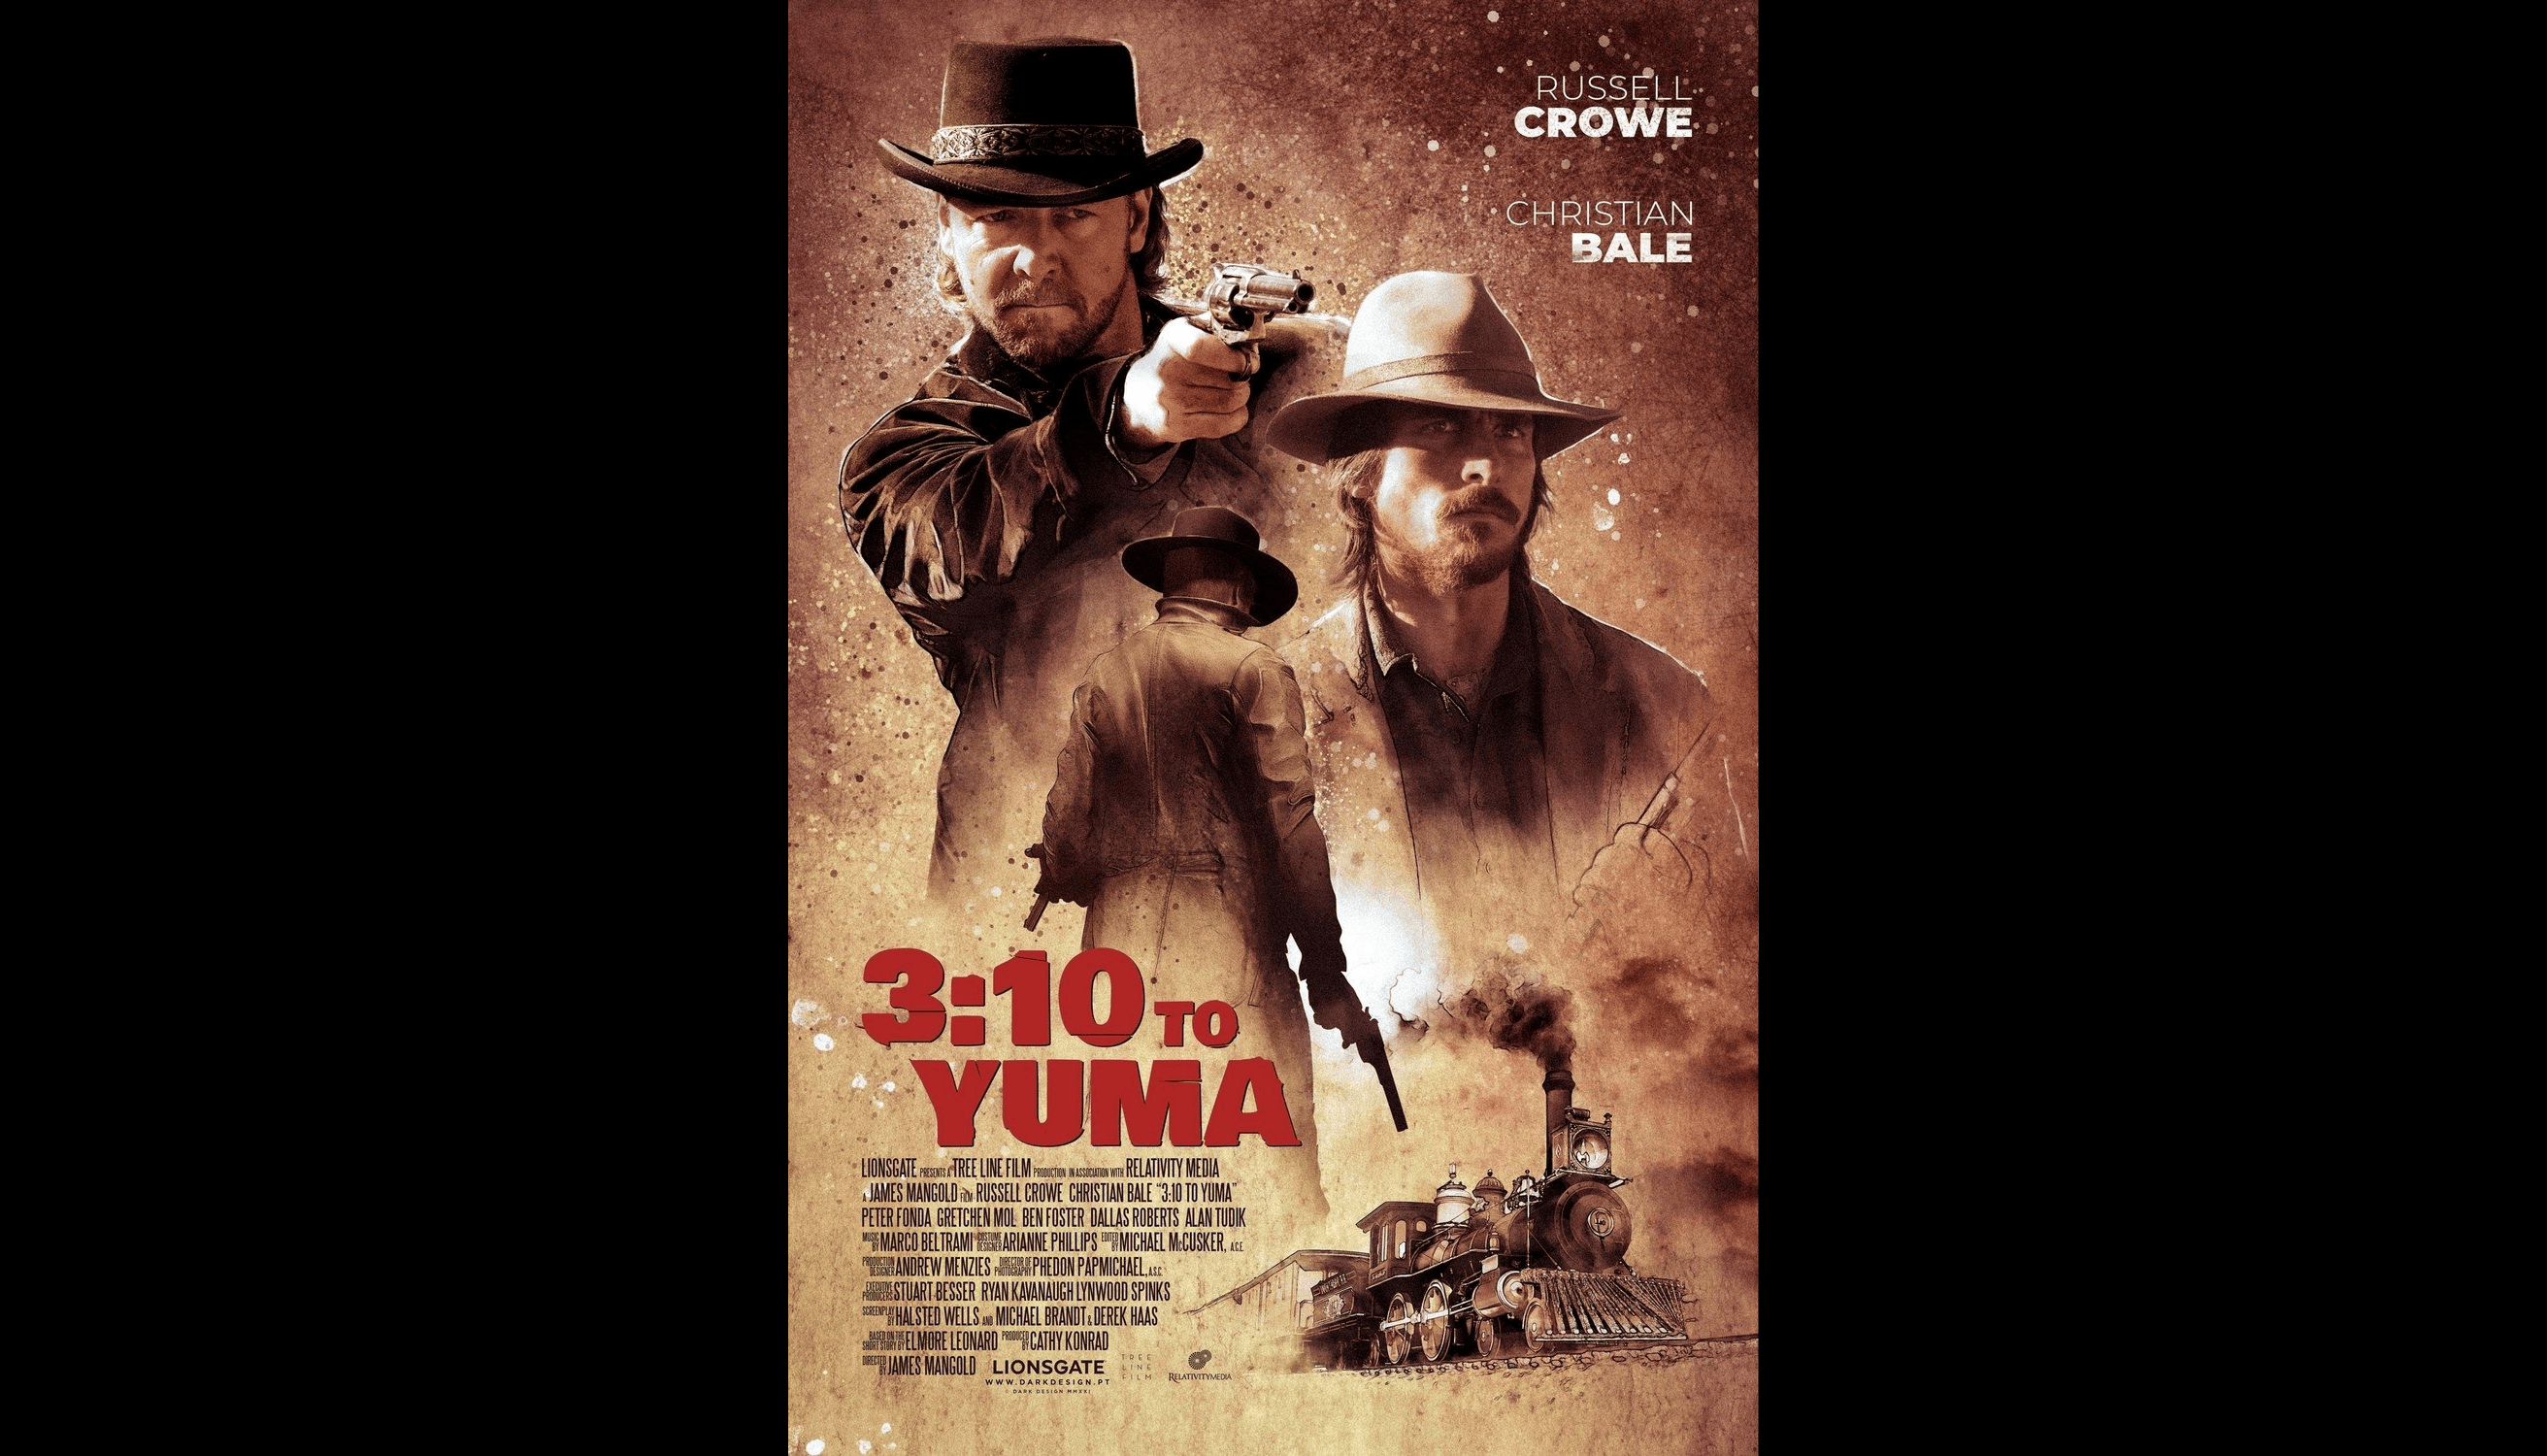 RUSSELL
CROWE
CHRISTIAN
BALE
3:10 TO
YUMA
LIONSGATE PRESENTS A TREE LINE FILM PRODUCTION IN ASSOCIATION WITH RELATIVITY MEDIA
A JAMES MANGOLD FILM RUSSELL CROWE CHRISTIAN BALE "3:10 TO YUMA"
PETER FONDA GRETCHEN MOL BEN FOSTER DALLAS ROBERTS ALAN TUDIK
MUSIC BY MARCO BELTRAMI COSTUME DESIGNER ARIANNE PHILLIPS EDITED BY MICHAEL McCUSKER, A.C.E.
PRODUCTION DESIGNER ANDREW MENZIES DIRECTOR OF PHOTOGRAPHY PHEDON PAPMICHAEL, A.S.C.
EXECUTIVE PRODUCERS STUART BESSER RYAN KAVANAUGH LYNWOOD SPINKS
SCREENPLAY BY HALSTED WELLS AND MICHAEL BRANDT & DEREK HAAS
BASED ON THE SHORT STORY BY ELMORE LEONARD PRODUCED BY CATHY KONRAD
DIRECTED BY JAMES MANGOLD
LIONSGATE
WWW.DARKDESIGN.PT
© DARK DESIGN MMXXI
TREE
LINE
FILM
RELATIVITYMEDIA